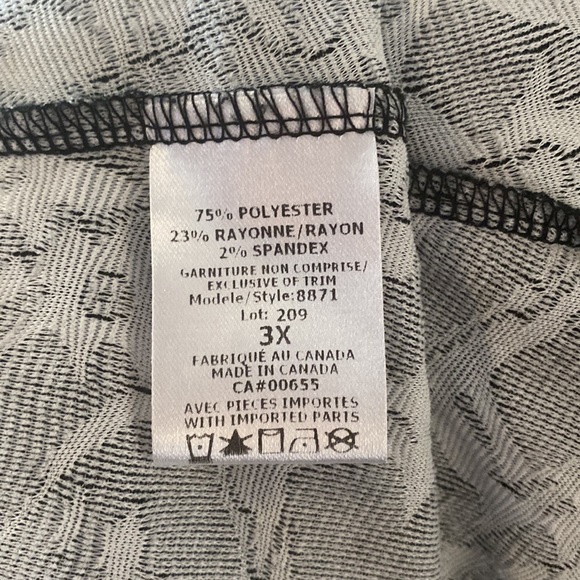 75% POLYESTER
23% RAYONNE/RAYON
2% SPANDEX
GARNITURE NON COMPRISE/
EXCLUSIVE OF TRIM
Modele/Style:8871
Lot: 209
3X
FABRIQUÉ AU CANADA
MADE IN CANADA
CA#00655
AVEC PIECES IMPORTES
WITH IMPORTED PARTS